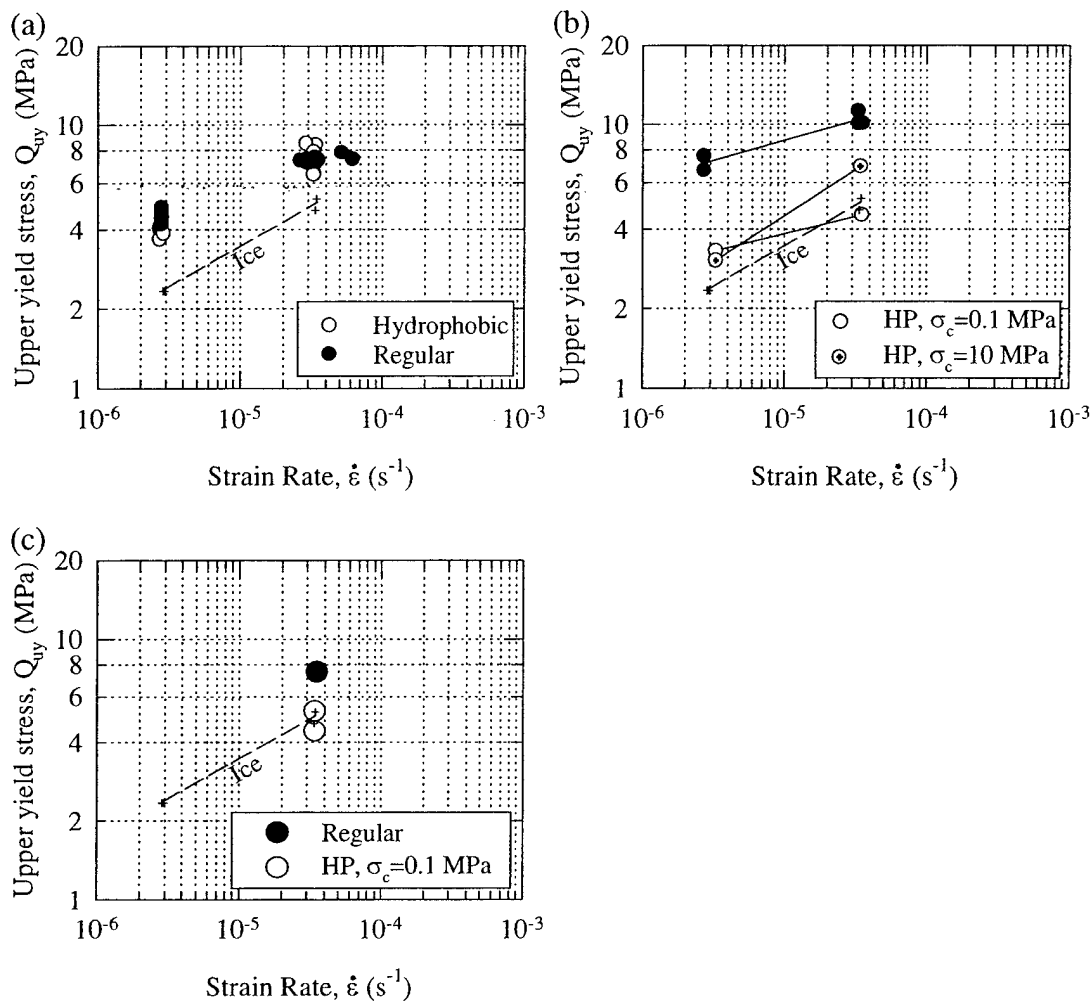 (a)
20
10
8
6
4
2
1
Upper yield stress, Q_uy (MPa)
Ice
Hydrophobic
Regular
10^-6
10^-5
10^-4
10^-3
Strain Rate, ε̇ (s^-1)
(b)
20
10
8
6
4
2
1
Upper yield stress, Q_uy (MPa)
Ice
HP, σ_c=0.1 MPa
HP, σ_c=10 MPa
10^-6
10^-5
10^-4
10^-3
Strain Rate, ε̇ (s^-1)
(c)
20
10
8
6
4
2
1
Upper yield stress, Q_uy (MPa)
Ice
Regular
HP, σ_c=0.1 MPa
10^-6
10^-5
10^-4
10^-3
Strain Rate, ε̇ (s^-1)